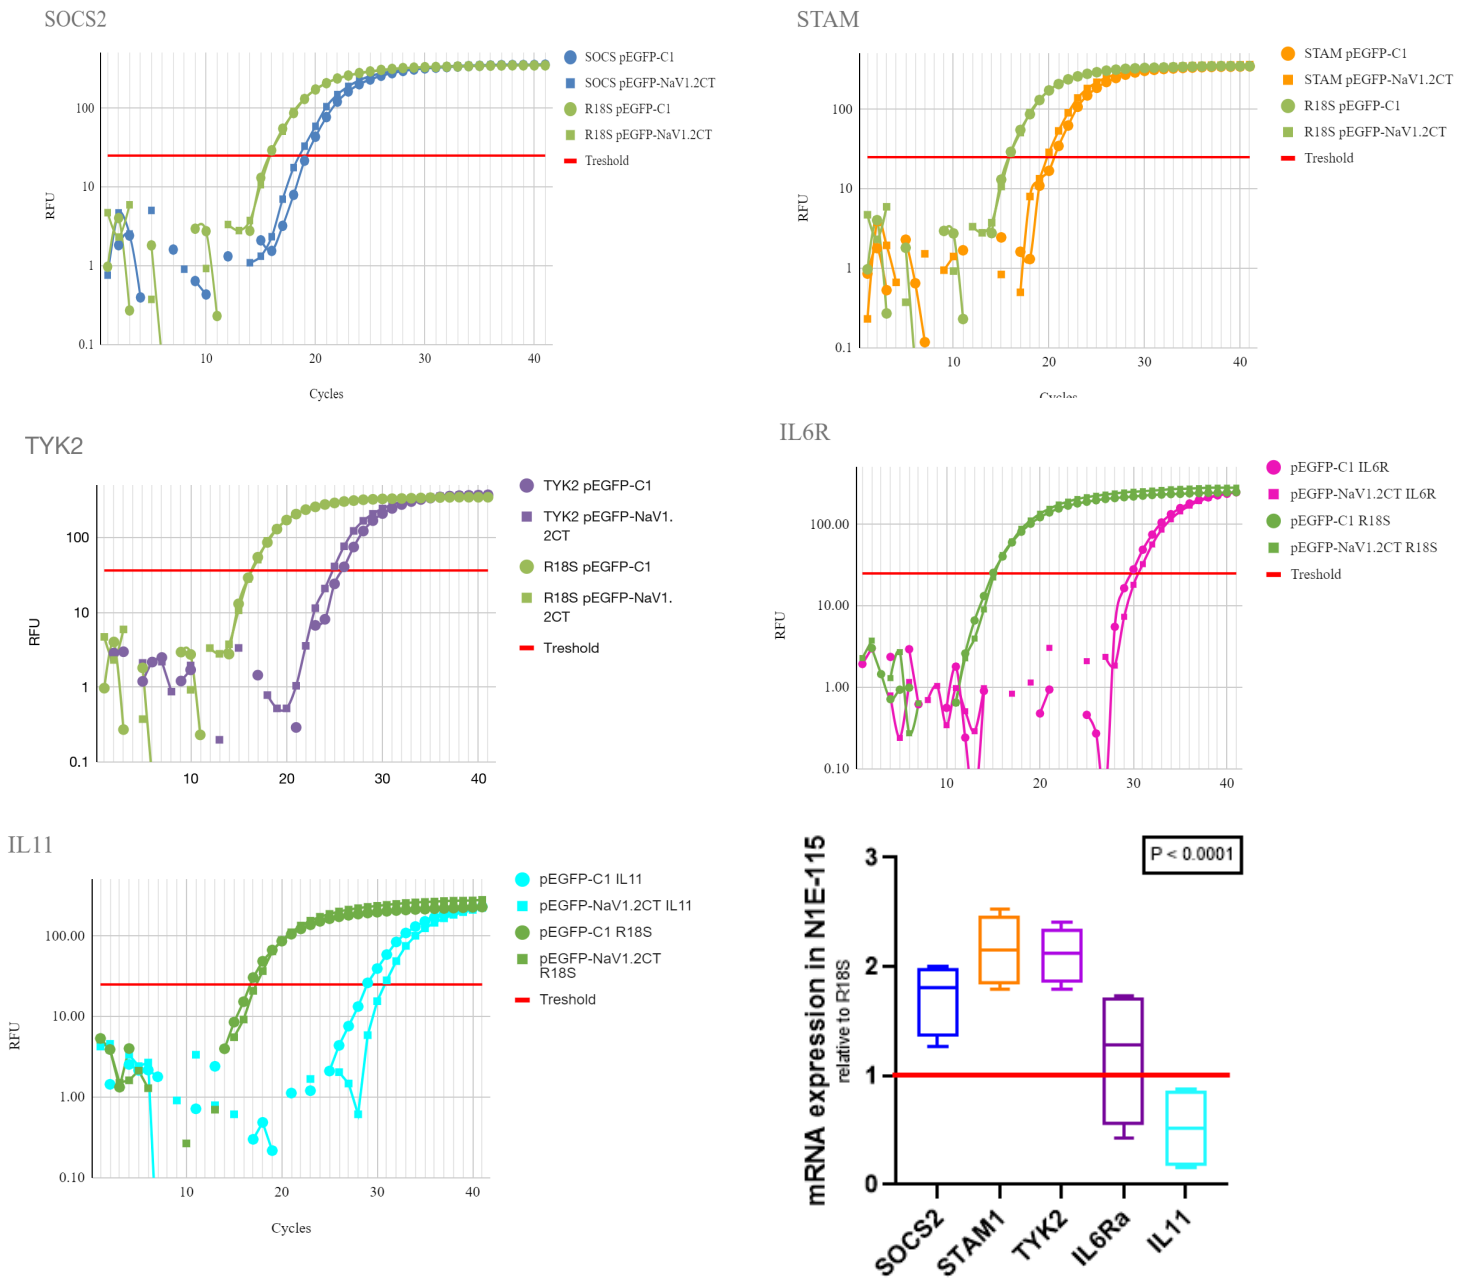 SOCS2
100
10
1
0.1
RFU
10
20
30
40
Cycles
SOCS pEGFP-C1
SOCS pEGFP-NaV1.2CT
R18S pEGFP-C1
R18S pEGFP-NaV1.2CT
Treshold
STAM
100
10
1
0.1
RFU
10
20
30
40
Cycles
STAM pEGFP-C1
STAM pEGFP-NaV1.2CT
R18S pEGFP-C1
R18S pEGFP-NaV1.2CT
Treshold
TYK2
100
10
1
0.1
RFU
10
20
30
40
TYK2 pEGFP-C1
TYK2 pEGFP-NaV1.
2CT
R18S pEGFP-C1
R18S pEGFP-NaV1.
2CT
Treshold
IL6R
100.00
10.00
1.00
0.10
RFU
10
20
30
40
pEGFP-C1 IL6R
pEGFP-NaV1.2CT IL6R
pEGFP-C1 R18S
pEGFP-NaV1.2CT R18S
Treshold
IL11
100.00
10.00
1.00
0.10
RFU
10
20
30
40
Cycles
pEGFP-C1 IL11
pEGFP-NaV1.2CT IL11
pEGFP-C1 R18S
pEGFP-NaV1.2CT
R18S
Treshold
mRNA expression in N1E-115
relative to R18S
3
2
1
0
P < 0.0001
SOCS2
STAM1
TYK2
IL6Ra
IL11